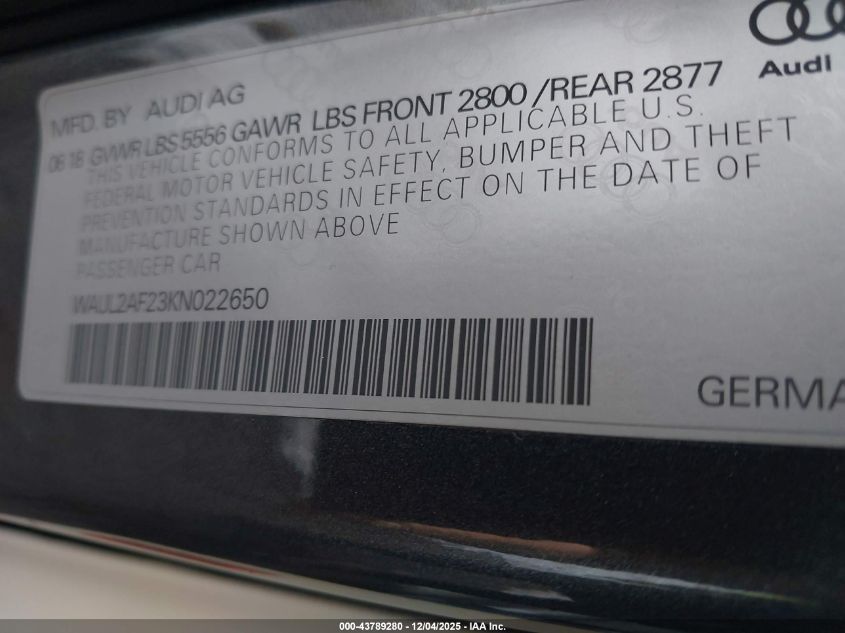 Audi
MFD. BY AUDI AG
06 18 GVWR LBS 5556 GAWR LBS FRONT 2800 /REAR 2877
THIS VEHICLE CONFORMS TO ALL APPLICABLE U.S.
FEDERAL MOTOR VEHICLE SAFETY, BUMPER AND THEFT
PREVENTION STANDARDS IN EFFECT ON THE DATE OF
MANUFACTURE SHOWN ABOVE
PASSENGER CAR
WAUL2AF23KN022650
GERMA
000-43789280 - 12/04/2025 - IAA Inc.